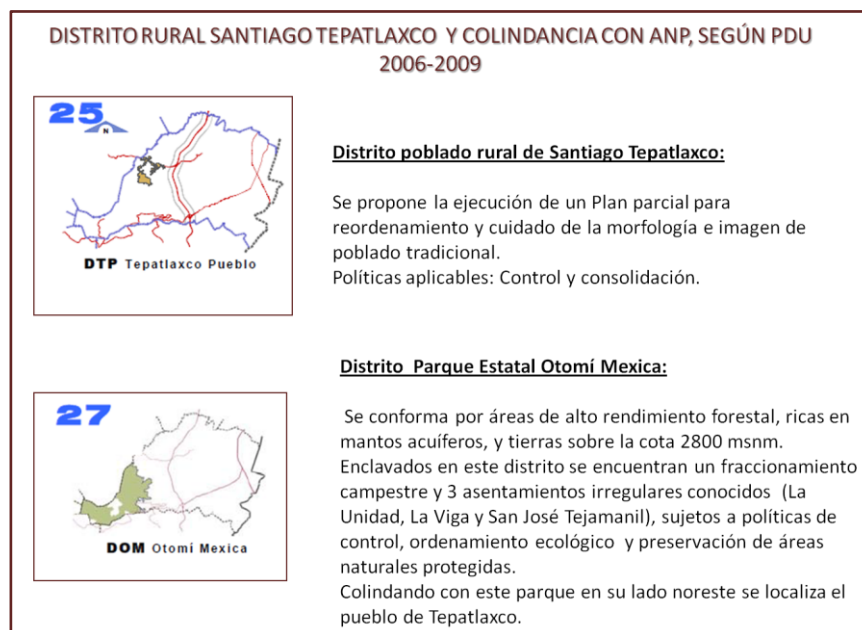 DISTRITO RURAL SANTIAGO TEPATLAXCO Y COLINDANCIA CON ANP, SEGÚN PDU
2006-2009
25
N
DTP Tepatlaxco Pueblo
Distrito poblado rural de Santiago Tepatlaxco:
Se propone la ejecución de un Plan parcial para
reordenamiento y cuidado de la morfología e imagen de
poblado tradicional.
Políticas aplicables: Control y consolidación.
27
DOM Otomí Mexica
Distrito Parque Estatal Otomí Mexica:
Se conforma por áreas de alto rendimiento forestal, ricas en
mantos acuíferos, y tierras sobre la cota 2800 msnm.
Enclavados en este distrito se encuentran un fraccionamiento
campestre y 3 asentamientos irregulares conocidos (La
Unidad, La Viga y San José Tejamanil), sujetos a políticas de
control, ordenamiento ecológico y preservación de áreas
naturales protegidas.
Colindando con este parque en su lado noreste se localiza el
pueblo de Tepatlaxco.